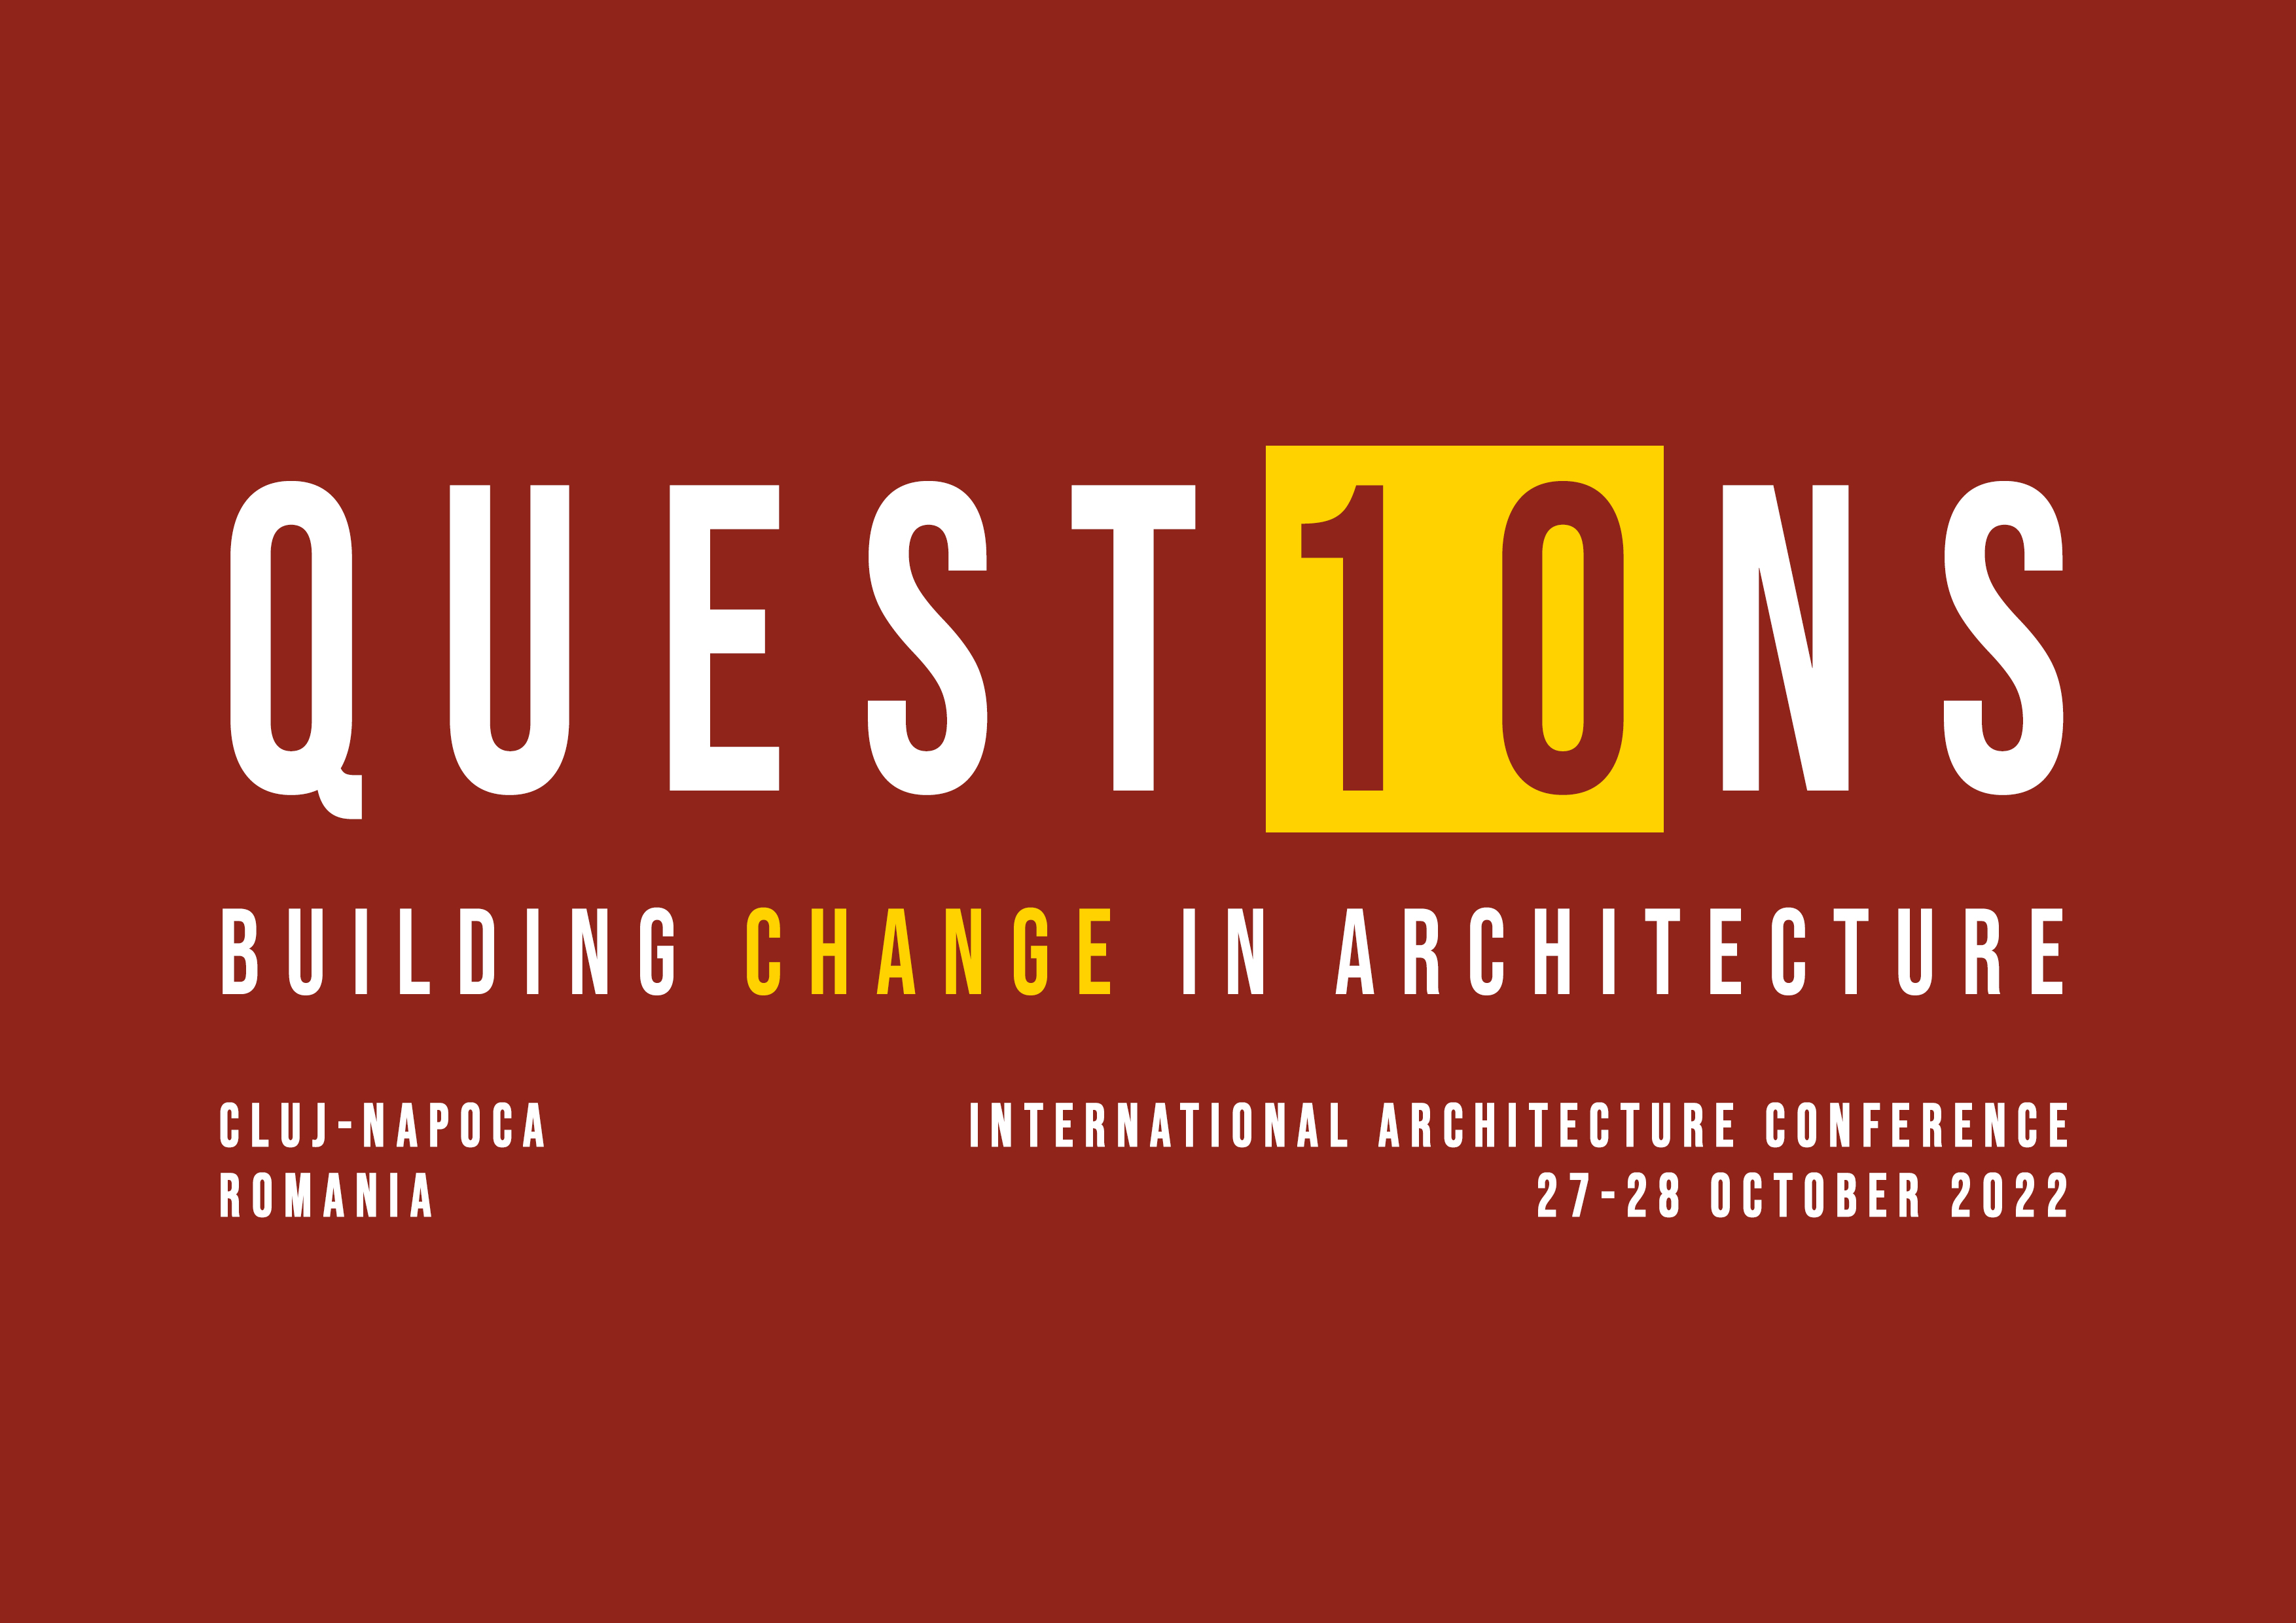 QUEST10NS
BUILDING CHANGE IN ARCHITECTURE
CLUJ-NAPOCA
ROMANIA
INTERNATIONAL ARCHITECTURE CONFERENCE
27-28 OCTOBER 2022